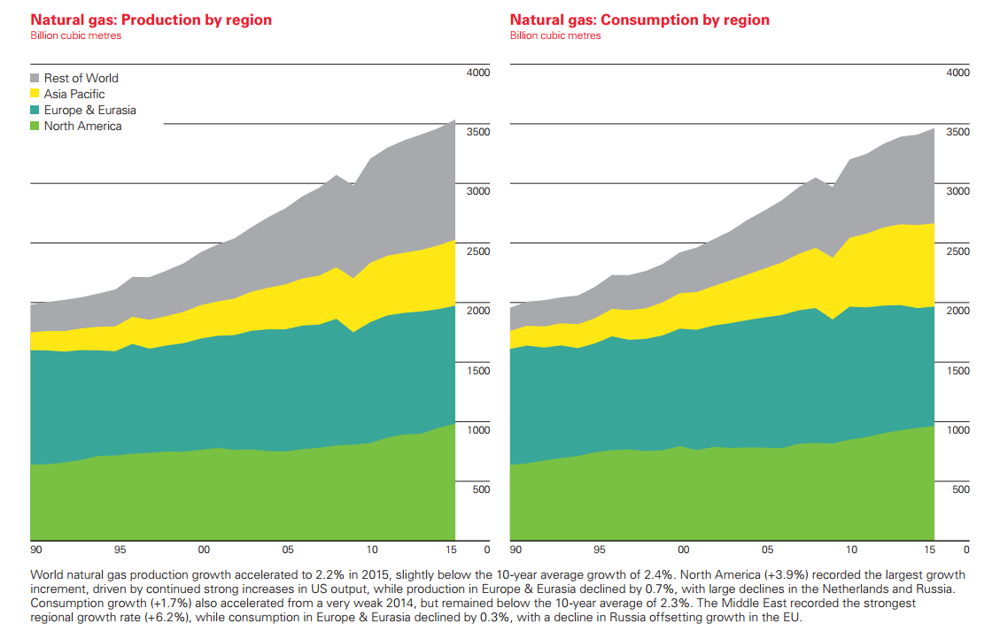 Natural gas: Production by region
Billion cubic metres
Rest of World
Asia Pacific
Europe & Eurasia
North America
4000
3500
3000
2500
2000
1500
1000
500
0
90 95 00 05 10 15
Natural gas: Consumption by region
Billion cubic metres
4000
3500
3000
2500
2000
1500
1000
500
0
90 95 00 05 10 15
World natural gas production growth accelerated to 2.2% in 2015, slightly below the 10-year average growth of 2.4%. North America (+3.9%) recorded the largest growth
increment, driven by continued strong increases in US output, while production in Europe & Eurasia declined by 0.7%, with large declines in the Netherlands and Russia.
Consumption growth (+1.7%) also accelerated from a very weak 2014, but remained below the 10-year average of 2.3%. The Middle East recorded the strongest
regional growth rate (+6.2%), while consumption in Europe & Eurasia declined by 0.3%, with a decline in Russia offsetting growth in the EU.